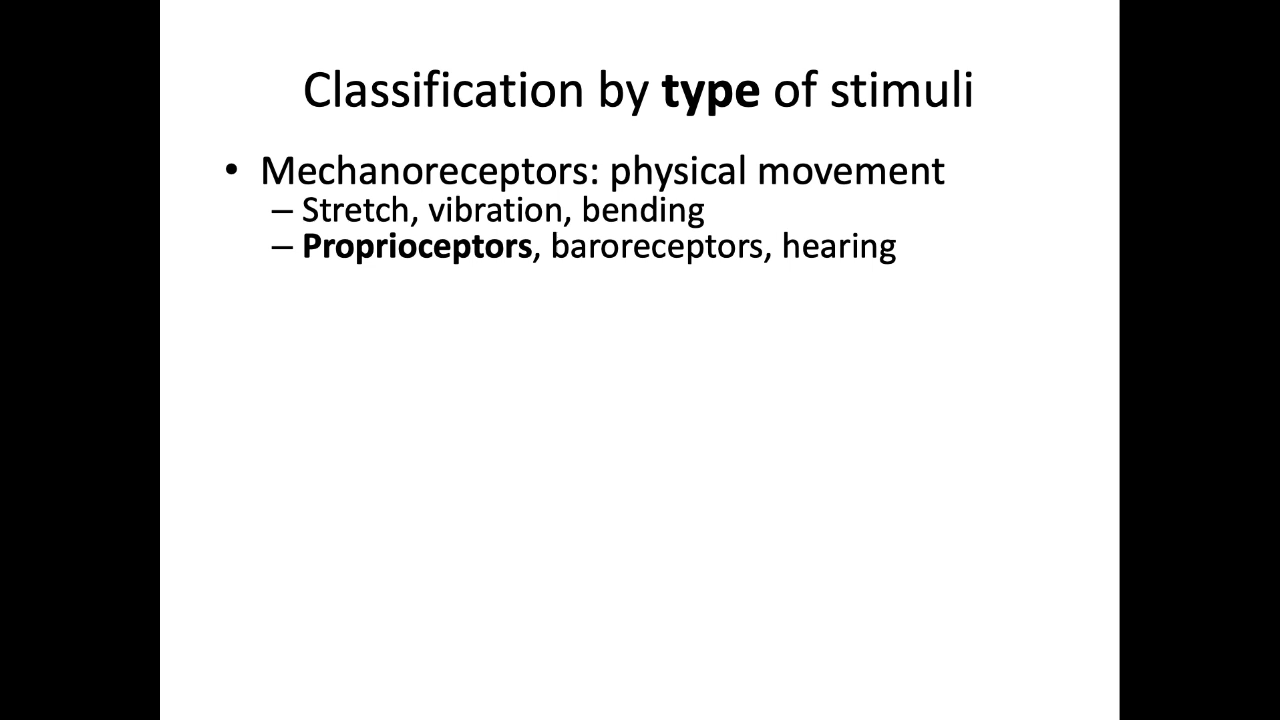 Classification by type of stimuli
• Mechanoreceptors: physical movement
– Stretch, vibration, bending
– Proprioceptors, baroreceptors, hearing